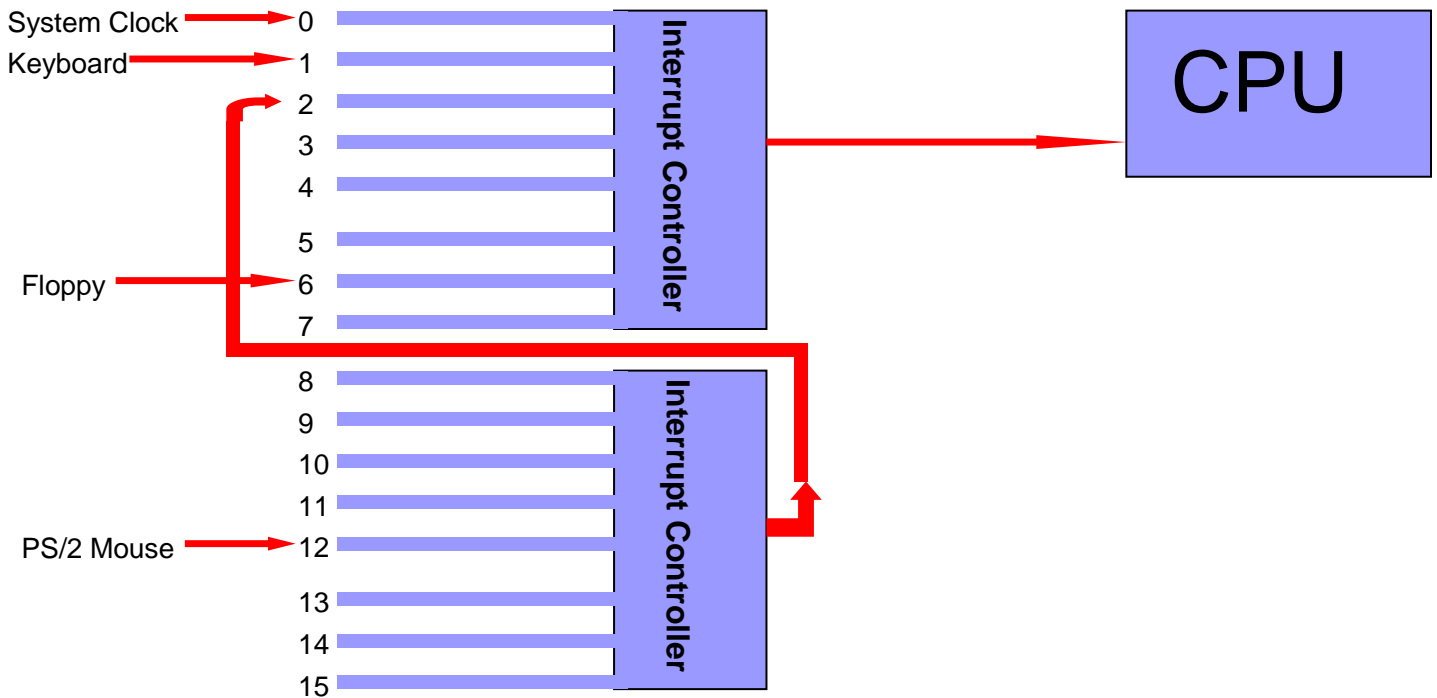 System Clock
0
Keyboard
1
2
3
4
5
Floppy
6
7
Interrupt Controller
CPU
8
9
10
11
PS/2 Mouse
12
13
14
15
Interrupt Controller